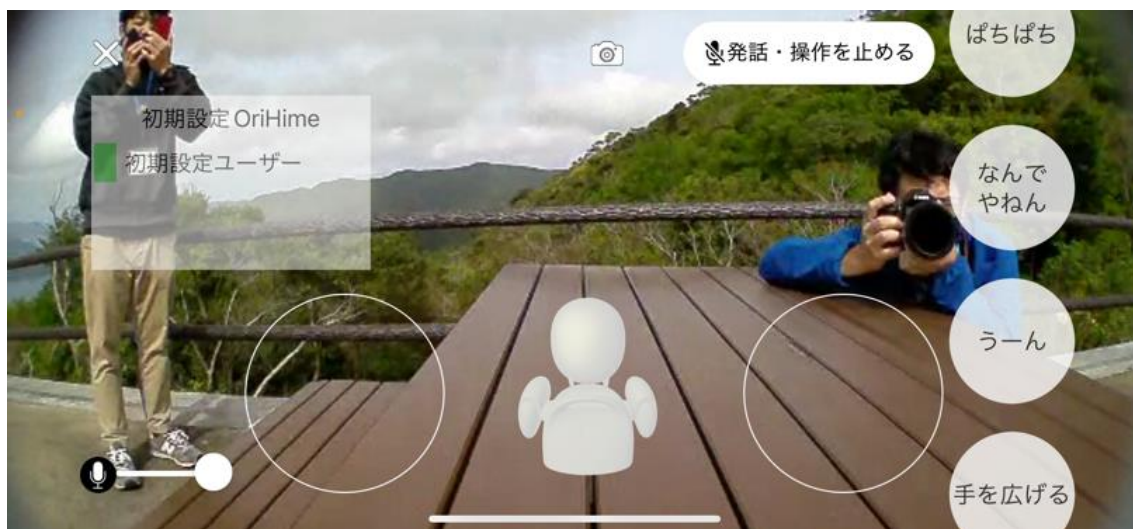 発話・操作を止める
ぱちぱち
初期設定 OriHime
初期設定ユーザー
なんで
やねん
うーん
手を広げる